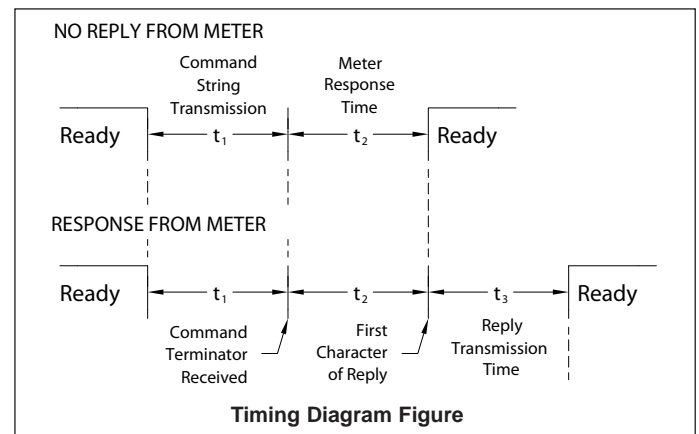 NO REPLY FROM METER
Command
String
Transmission
Meter
Response
Time
Ready
t₁
t₂
Ready
RESPONSE FROM METER
Ready
t₁
t₂
t₃
Ready
Command
Terminator
Received
First
Character
of Reply
Reply
Transmission
Time
Timing Diagram Figure